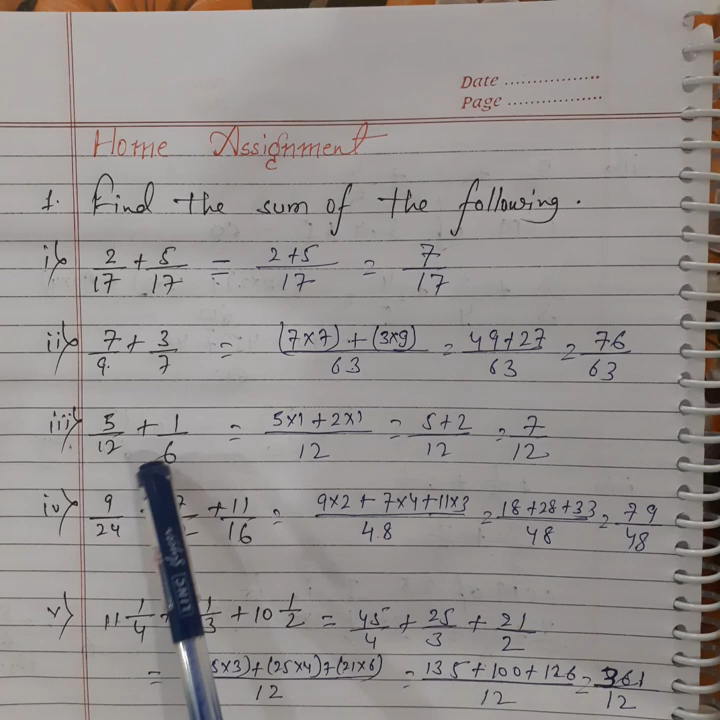 Date ................
Page ................
Home Assignment
1. Find the sum of the following.
i) 2/17 + 5/17 = 2+5/17 = 7/17
ii) 7/9 + 3/7 = (7×7) + (3×9)/63 = 49+27/63 = 76/63
iii) 5/12 + 1/6 = 5×1+2×1/12 = 5+2/12 = 7/12
iv) 9/24 + 11/16 = 9×2 + 7×4+11×3/48 = 18+28+33/48 = 79/48
v) 11 1/4 + 1/3 + 10 1/2 = 45/4 + 25/3 + 21/2
= 5×3)+(25×4)+(21×6)/12 = 135+100+126/12 = 361/12
LINC